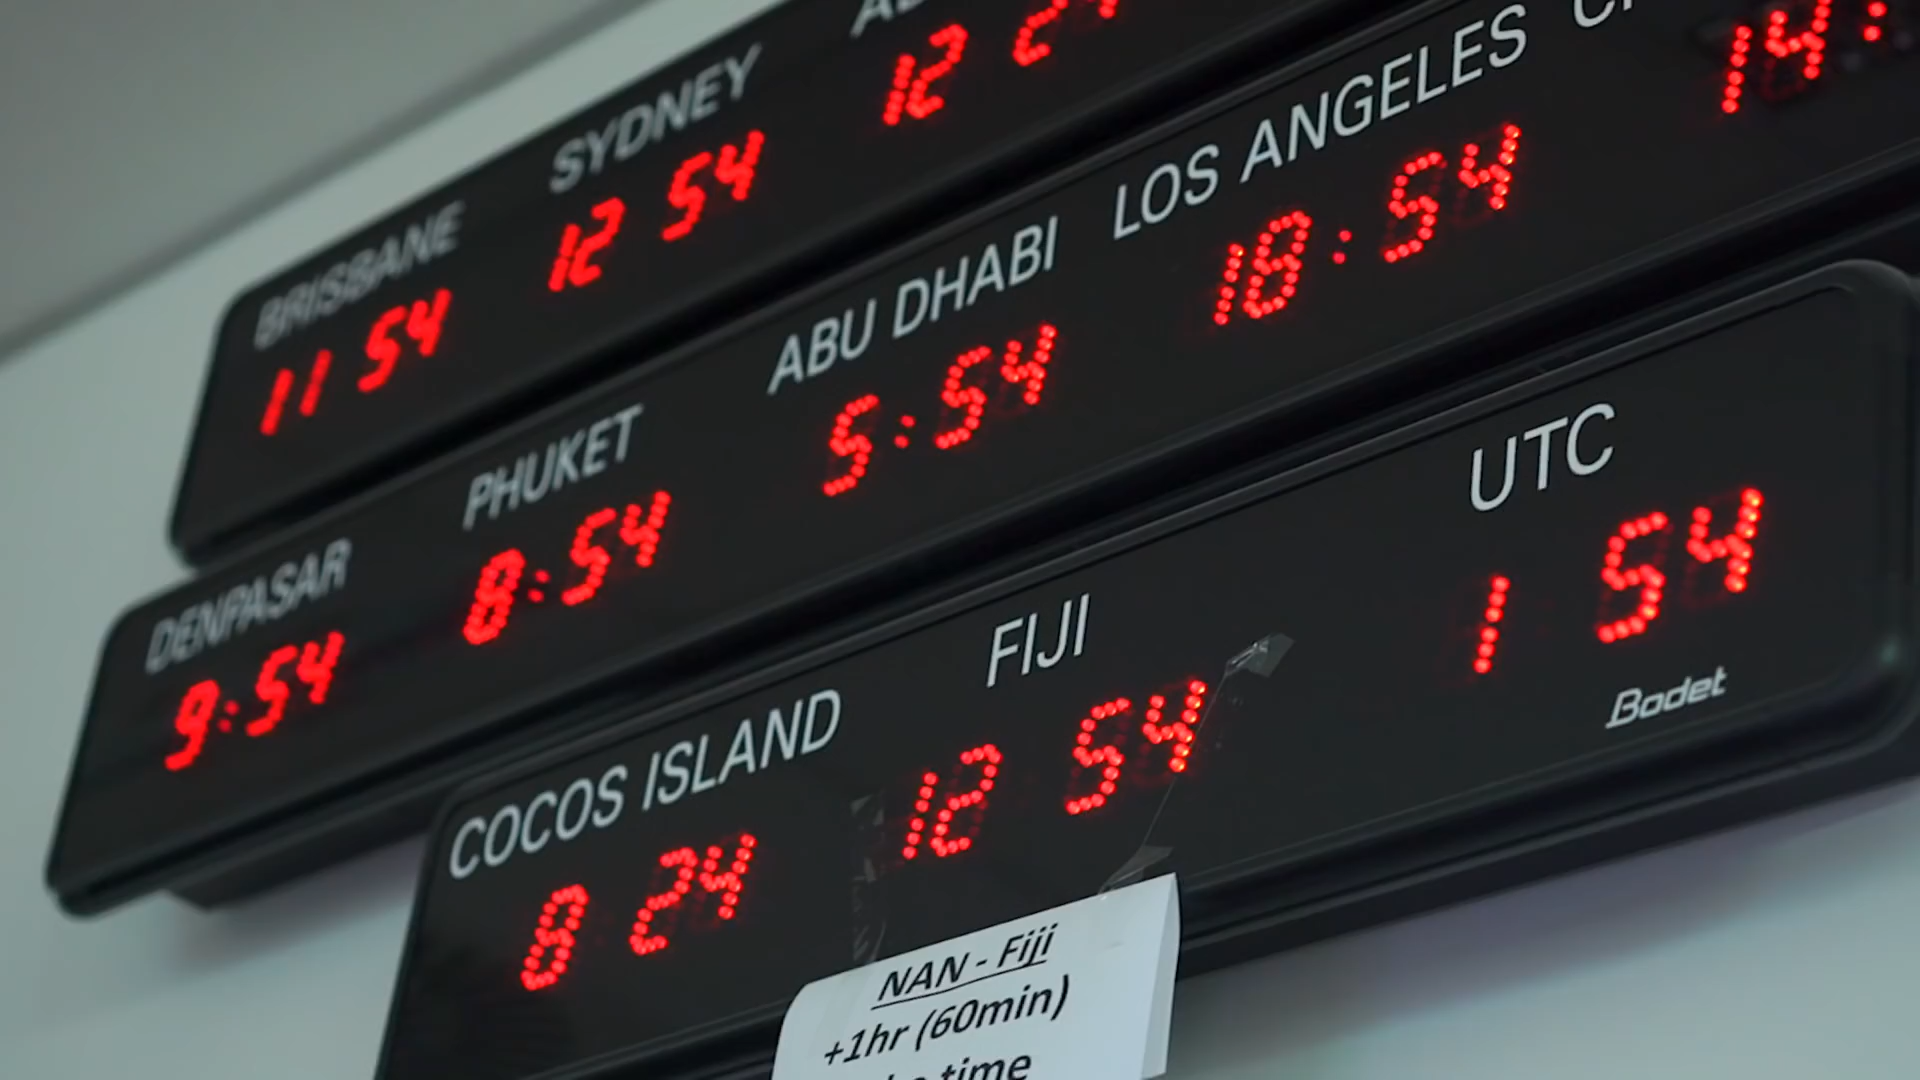 BRISBANE SYDNEY
11 54 12 54 12 24
DENPASAR PHUKET ABU DHABI LOS ANGELES
9:54 8:54 5:54 18:54
COCOS ISLAND FIJI UTC
8 24 12 54 1 54
Bodet
NAN - Fiji
+1hr (60min)
time